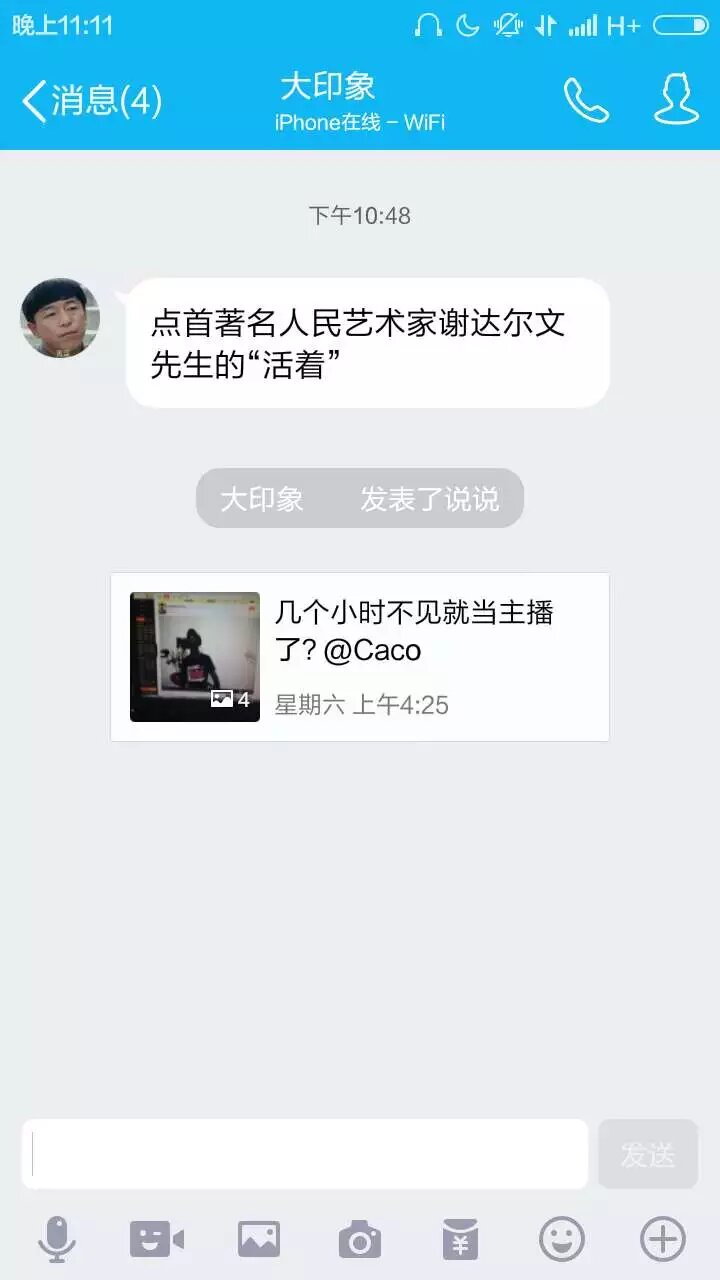 晚上11:11
H+
消息(4)
大印象
iPhone在线 – WiFi
下午10:48
点首著名人民艺术家谢达尔文
先生的“活着”
大印象 发表了说说
几个小时不见就当主播
了? @Caco
4
星期六 上午4:25
发送